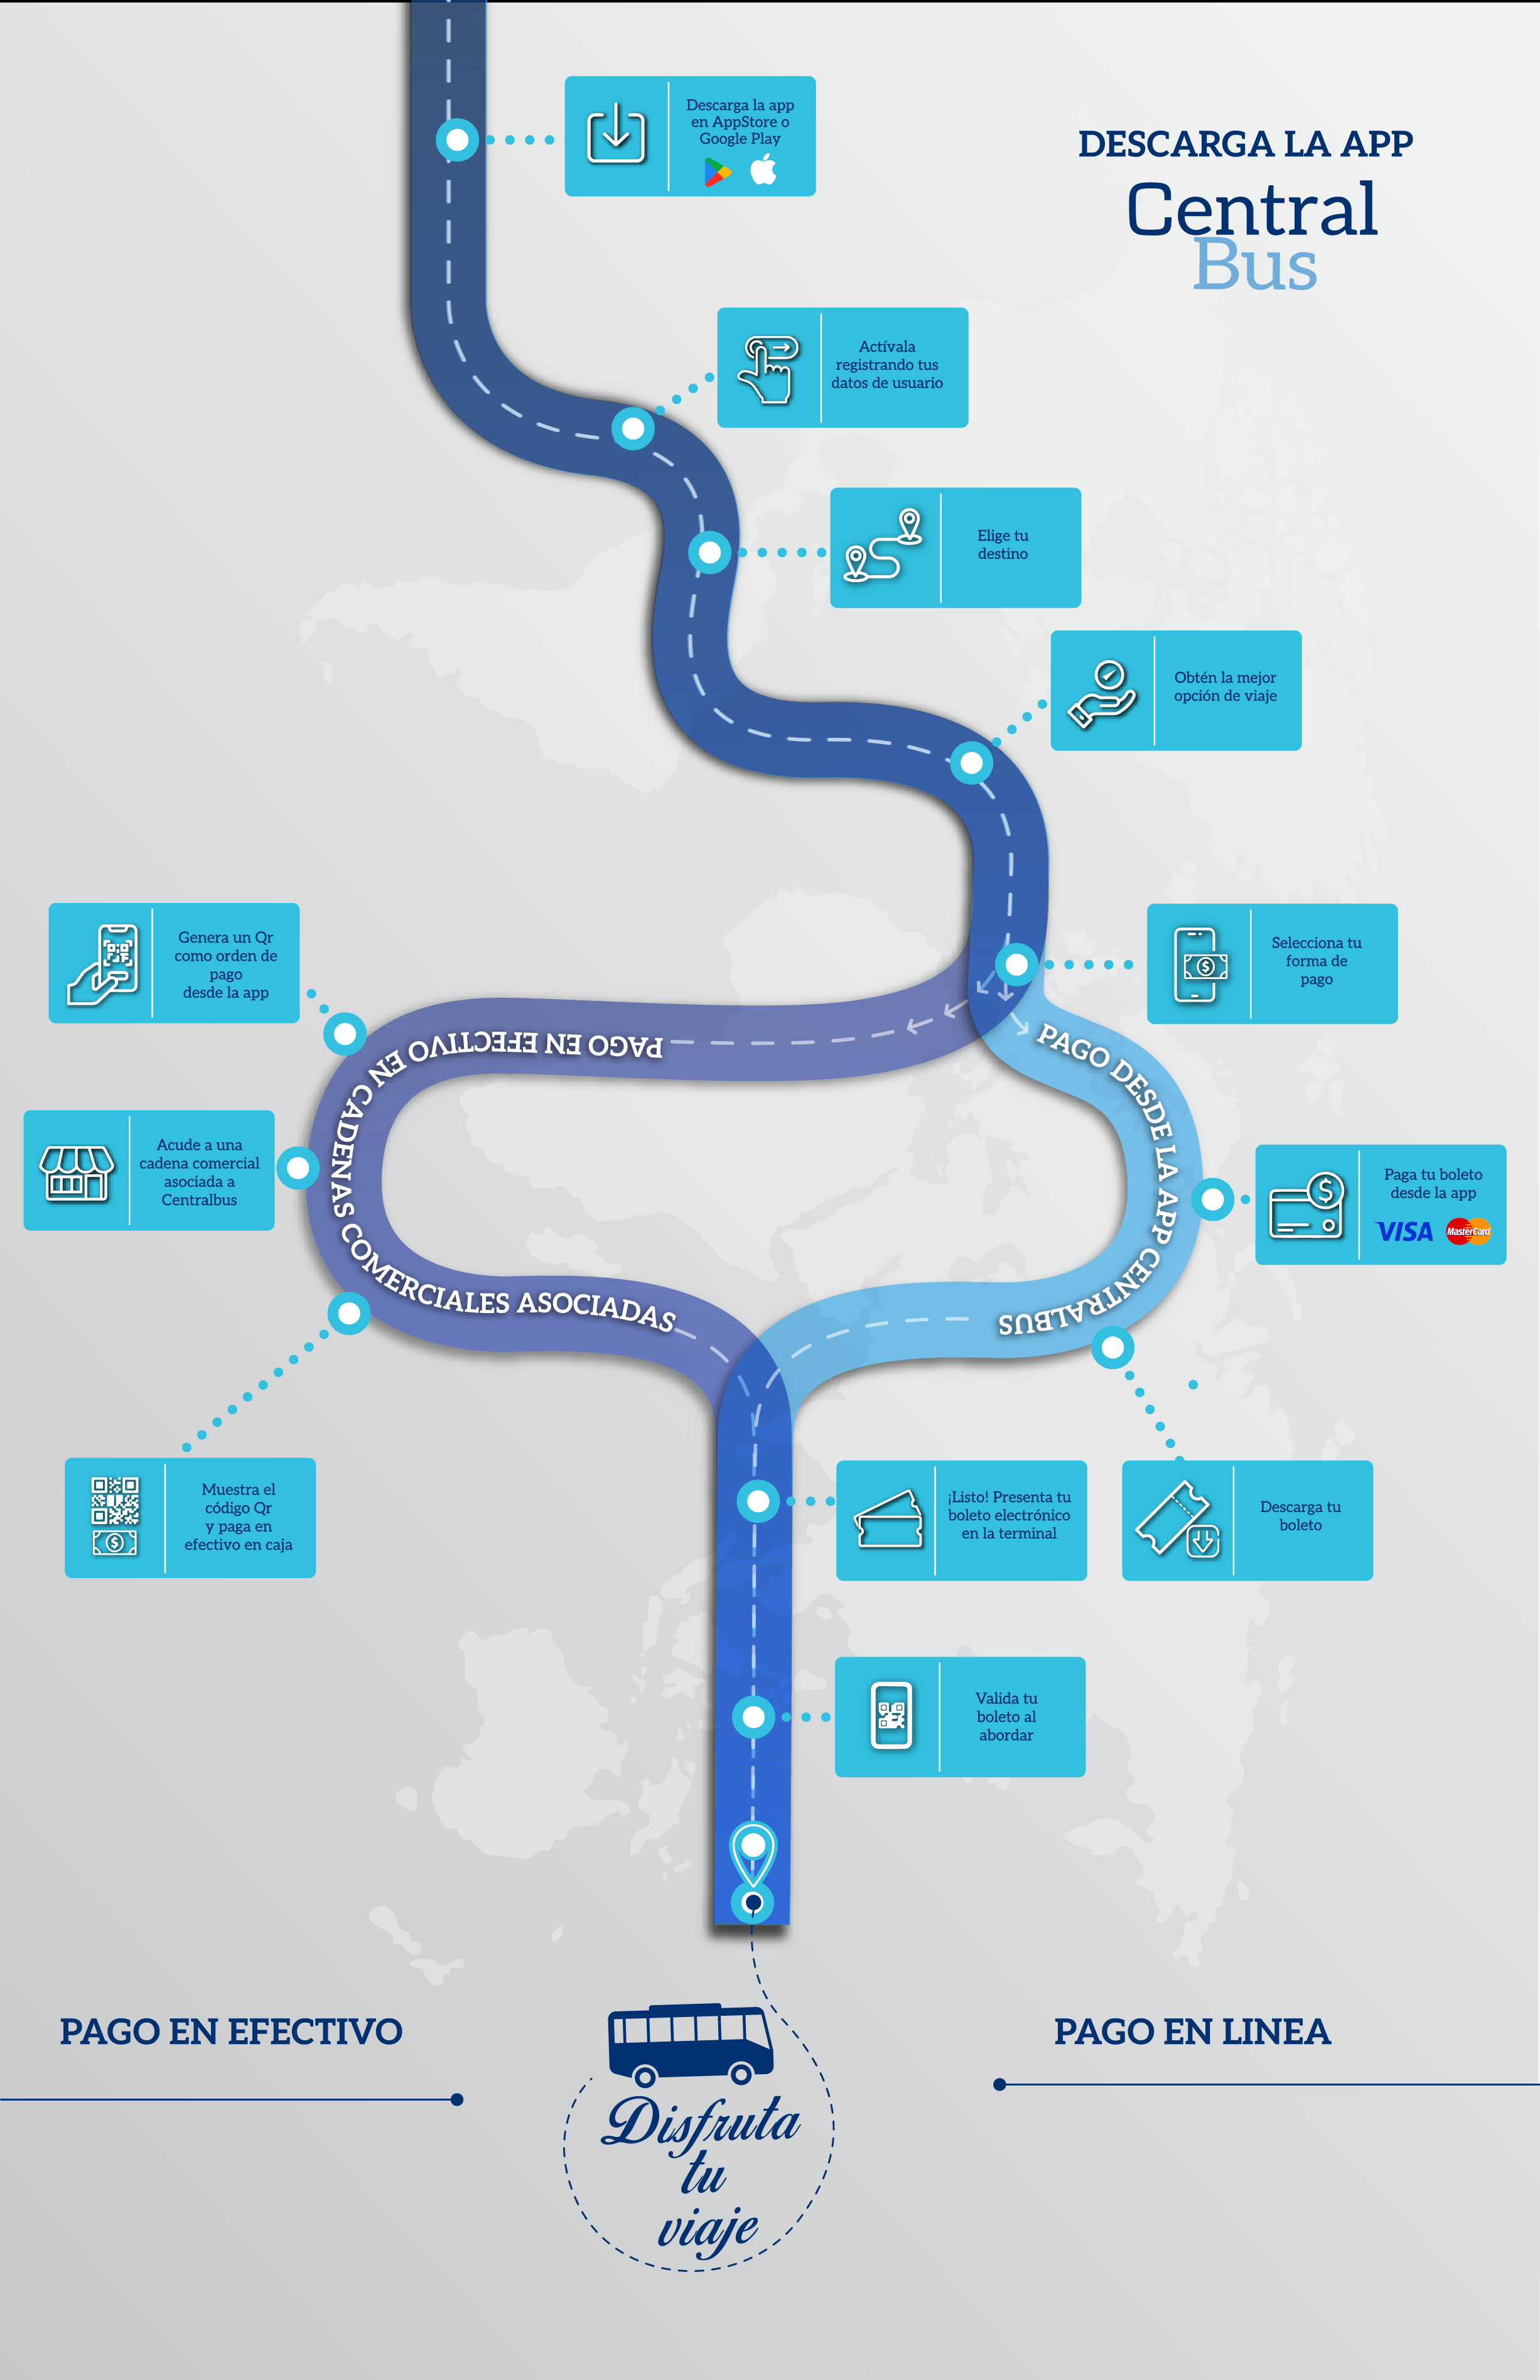 Descarga la app
en AppStore o
Google Play
DESCARGA LA APP
Central
Bus
Actívala
registrando tus
datos de usuario
Elige tu
destino
Obtén la mejor
opción de viaje
Selecciona tu
forma de
pago
Genera un Qr
como orden de
pago
desde la app
PAGO EN EFECTIVO EN CADENAS COMERCIALES ASOCIADAS
PAGO DESDE LA APP CENTRALBUS
Acude a una
cadena comercial
asociada a
Centralbus
Paga tu boleto
desde la app
VISA MasterCard
Muestra el
código Qr
y paga en
efectivo en caja
¡Listo! Presenta tu
boleto electrónico
en la terminal
Descarga tu
boleto
Valida tu
boleto al
abordar
PAGO EN EFECTIVO
PAGO EN LINEA
Disfruta
tu
viaje